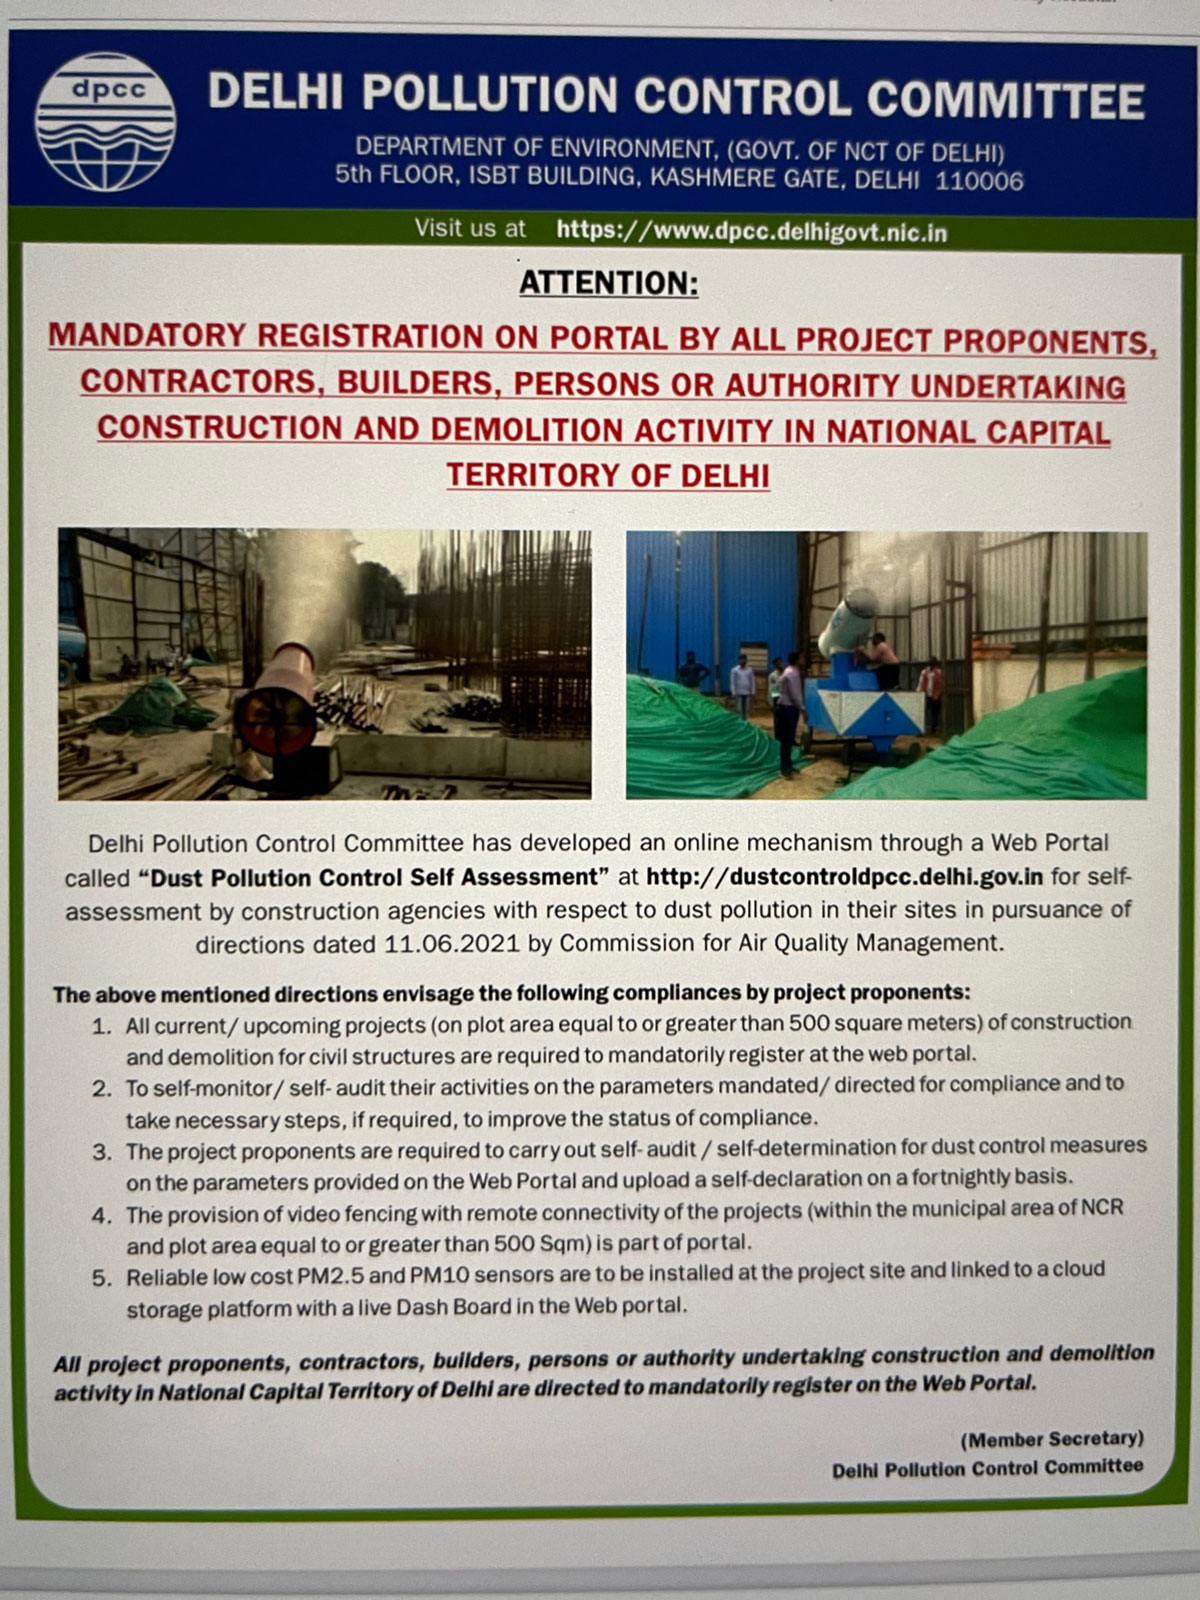 dpcc
DELHI POLLUTION CONTROL COMMITTEE
DEPARTMENT OF ENVIRONMENT, (GOVT. OF NCT OF DELHI)
5th FLOOR, ISBT BUILDING, KASHMERE GATE, DELHI 110006
Visit us at https://www.dpcc.delhigovt.nic.in
ATTENTION:
MANDATORY REGISTRATION ON PORTAL BY ALL PROJECT PROPONENTS,
CONTRACTORS, BUILDERS, PERSONS OR AUTHORITY UNDERTAKING
CONSTRUCTION AND DEMOLITION ACTIVITY IN NATIONAL CAPITAL
TERRITORY OF DELHI
Delhi Pollution Control Committee has developed an online mechanism through a Web Portal
called “Dust Pollution Control Self Assessment” at http://dustcontroldpcc.delhi.gov.in for self-
assessment by construction agencies with respect to dust pollution in their sites in pursuance of
directions dated 11.06.2021 by Commission for Air Quality Management.
The above mentioned directions envisage the following compliances by project proponents:
1. All current/ upcoming projects (on plot area equal to or greater than 500 square meters) of construction
and demolition for civil structures are required to mandatorily register at the web portal.
2. To self-monitor/ self- audit their activities on the parameters mandated/ directed for compliance and to
take necessary steps, if required, to improve the status of compliance.
3. The project proponents are required to carry out self- audit / self-determination for dust control measures
on the parameters provided on the Web Portal and upload a self-declaration on a fortnightly basis.
4. The provision of video fencing with remote connectivity of the projects (within the municipal area of NCR
and plot area equal to or greater than 500 Sqm) is part of portal.
5. Reliable low cost PM2.5 and PM10 sensors are to be installed at the project site and linked to a cloud
storage platform with a live Dash Board in the Web portal.
All project proponents, contractors, builders, persons or authority undertaking construction and demolition
activity in National Capital Territory of Delhi are directed to mandatorily register on the Web Portal.
(Member Secretary)
Delhi Pollution Control Committee